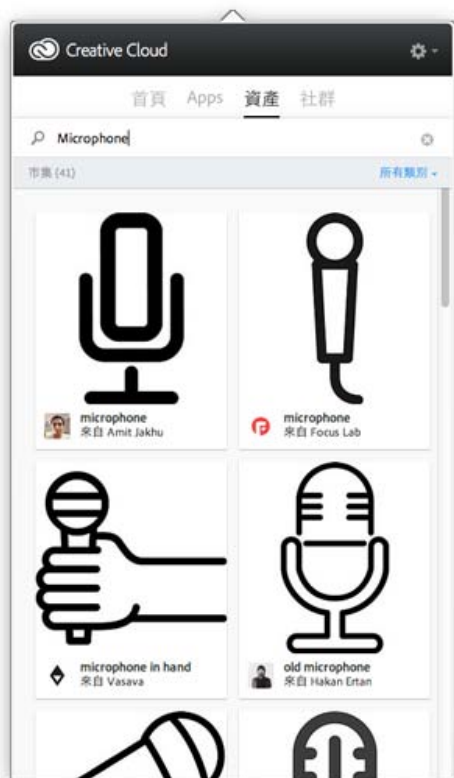 Creative Cloud
首頁 Apps 資產 社群
Microphone
市集 (41) 所有類別
microphone
來自 Amit Jakhu
microphone
來自 Focus Lab
microphone in hand
來自 Vasava
old microphone
來自 Hakan Ertan